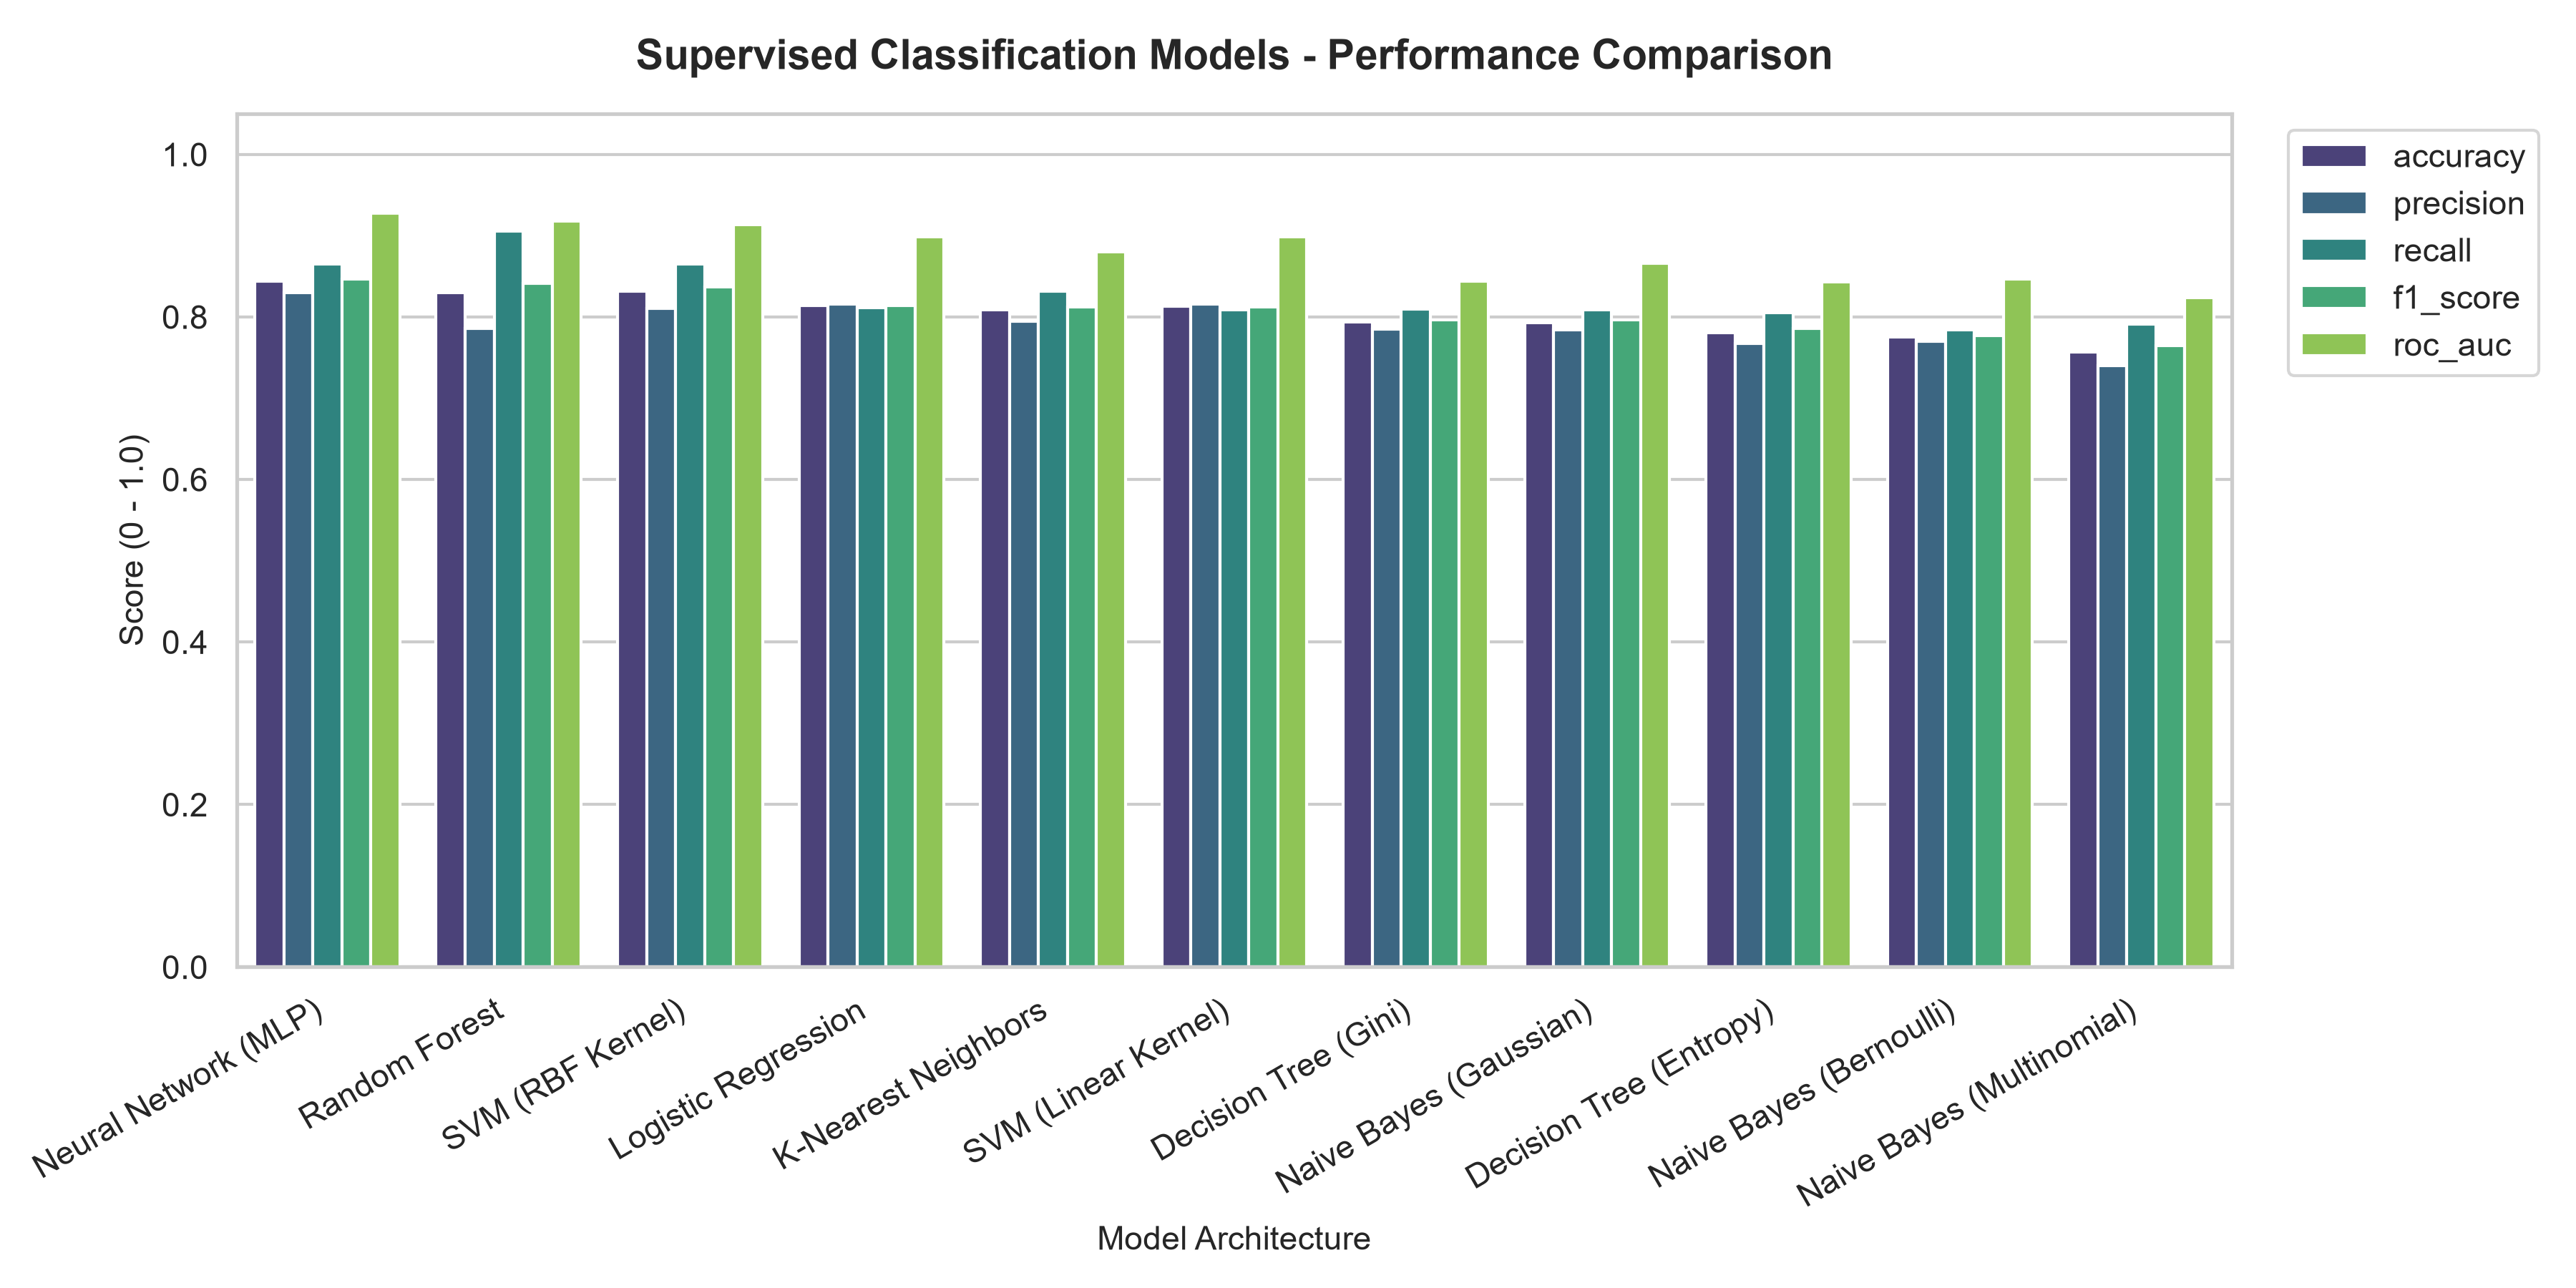 Supervised Classification Models - Performance Comparison
1.0
0.8
0.6
0.4
0.2
0.0
Score (0 - 1.0)
accuracy
precision
recall
f1_score
roc_auc
Neural Network (MLP)
Random Forest
SVM (RBF Kernel)
Logistic Regression
K-Nearest Neighbors
SVM (Linear Kernel)
Decision Tree (Gini)
Naive Bayes (Gaussian)
Decision Tree (Entropy)
Naive Bayes (Bernoulli)
Naive Bayes (Multinomial)
Model Architecture